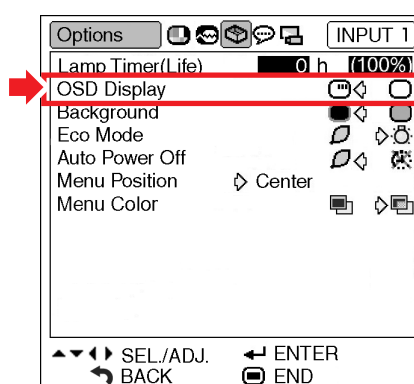 Options INPUT 1
Lamp Timer(Life) 0 h (100%)
OSD Display
Background
Eco Mode
Auto Power Off
Menu Position Center
Menu Color
SEL./ADJ. ENTER
BACK END